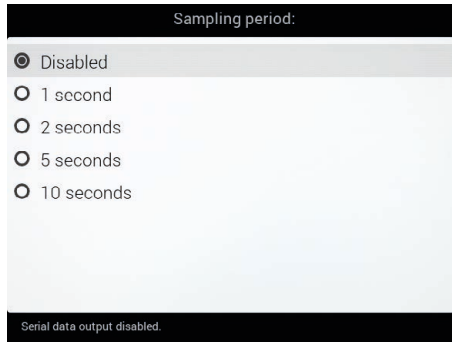 Sampling period:
Disabled
1 second
2 seconds
5 seconds
10 seconds
Serial data output disabled.